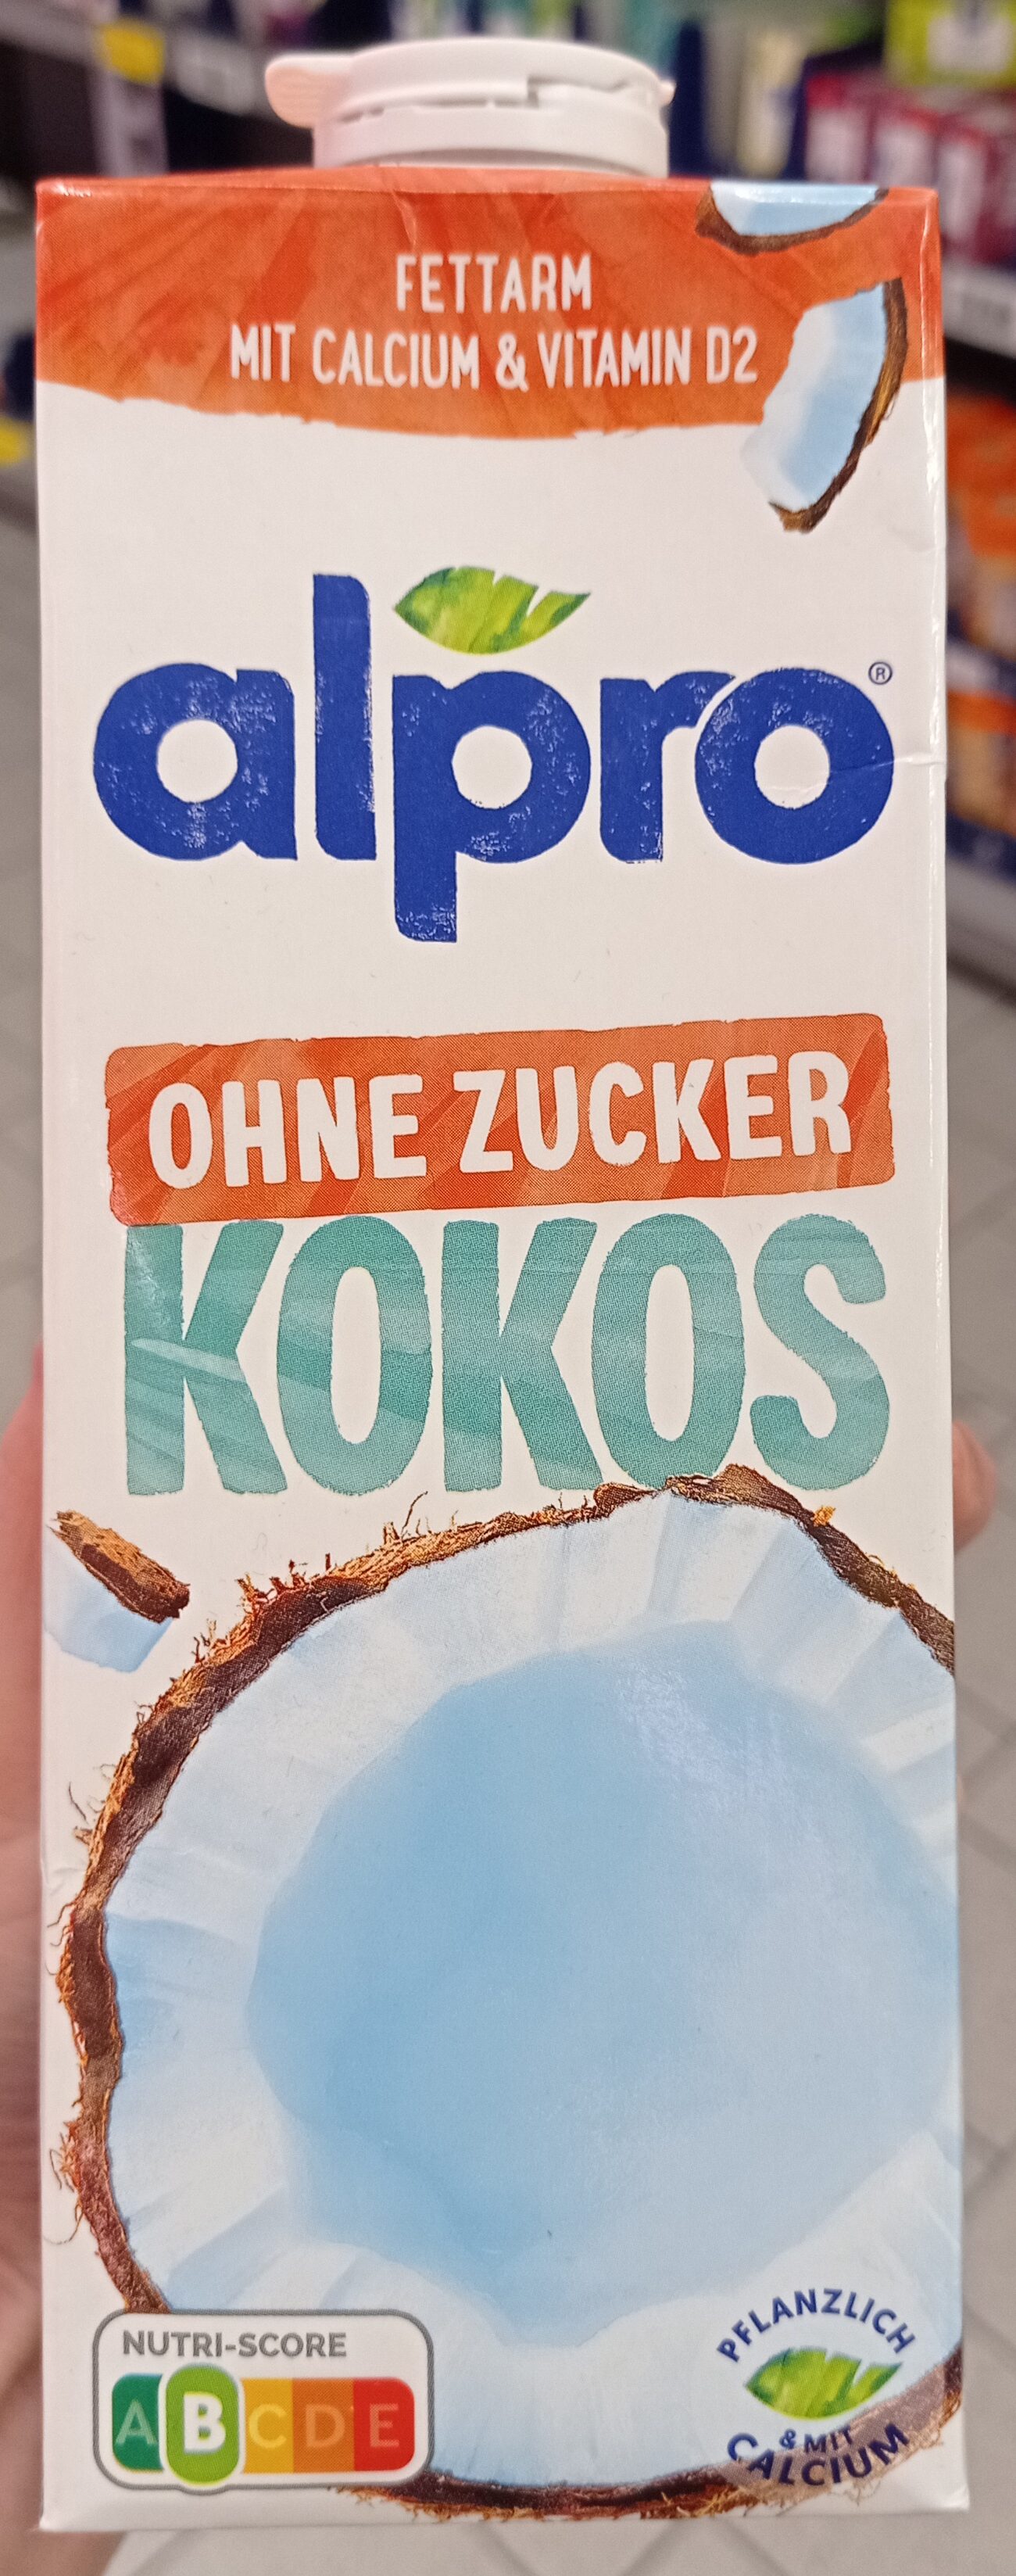 FETTARM
MIT CALCIUM & VITAMIN D2
alpro®
OHNE ZUCKER
KOKOS
NUTRI-SCORE
A B C D E
PFLANZLICH
& MIT
CALCIUM